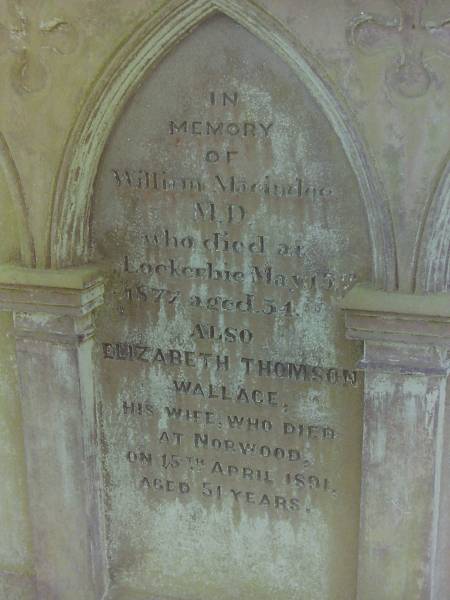 IN
MEMORY
OF
William Macindoe
M.D.
who died at
Lockerbie May 15th
1877 aged 54.
ALSO
ELIZABETH THOMSON
WALLACE,
HIS WIFE, WHO DIED
AT NORWOOD,
ON 15TH APRIL 1891,
AGED 51 YEARS.